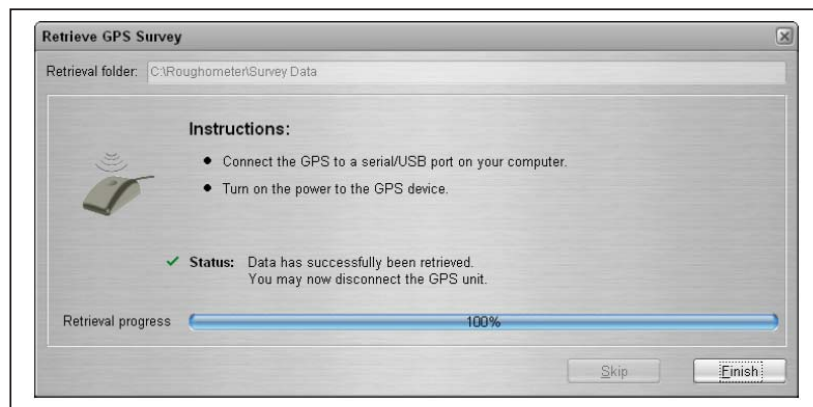 Retrieve GPS Survey
Retrieval folder: C:\Roughometer\Survey Data
Instructions:
● Connect the GPS to a serial/USB port on your computer.
● Turn on the power to the GPS device.
✓ Status: Data has successfully been retrieved.
You may now disconnect the GPS unit.
Retrieval progress 100%
Skip Finish